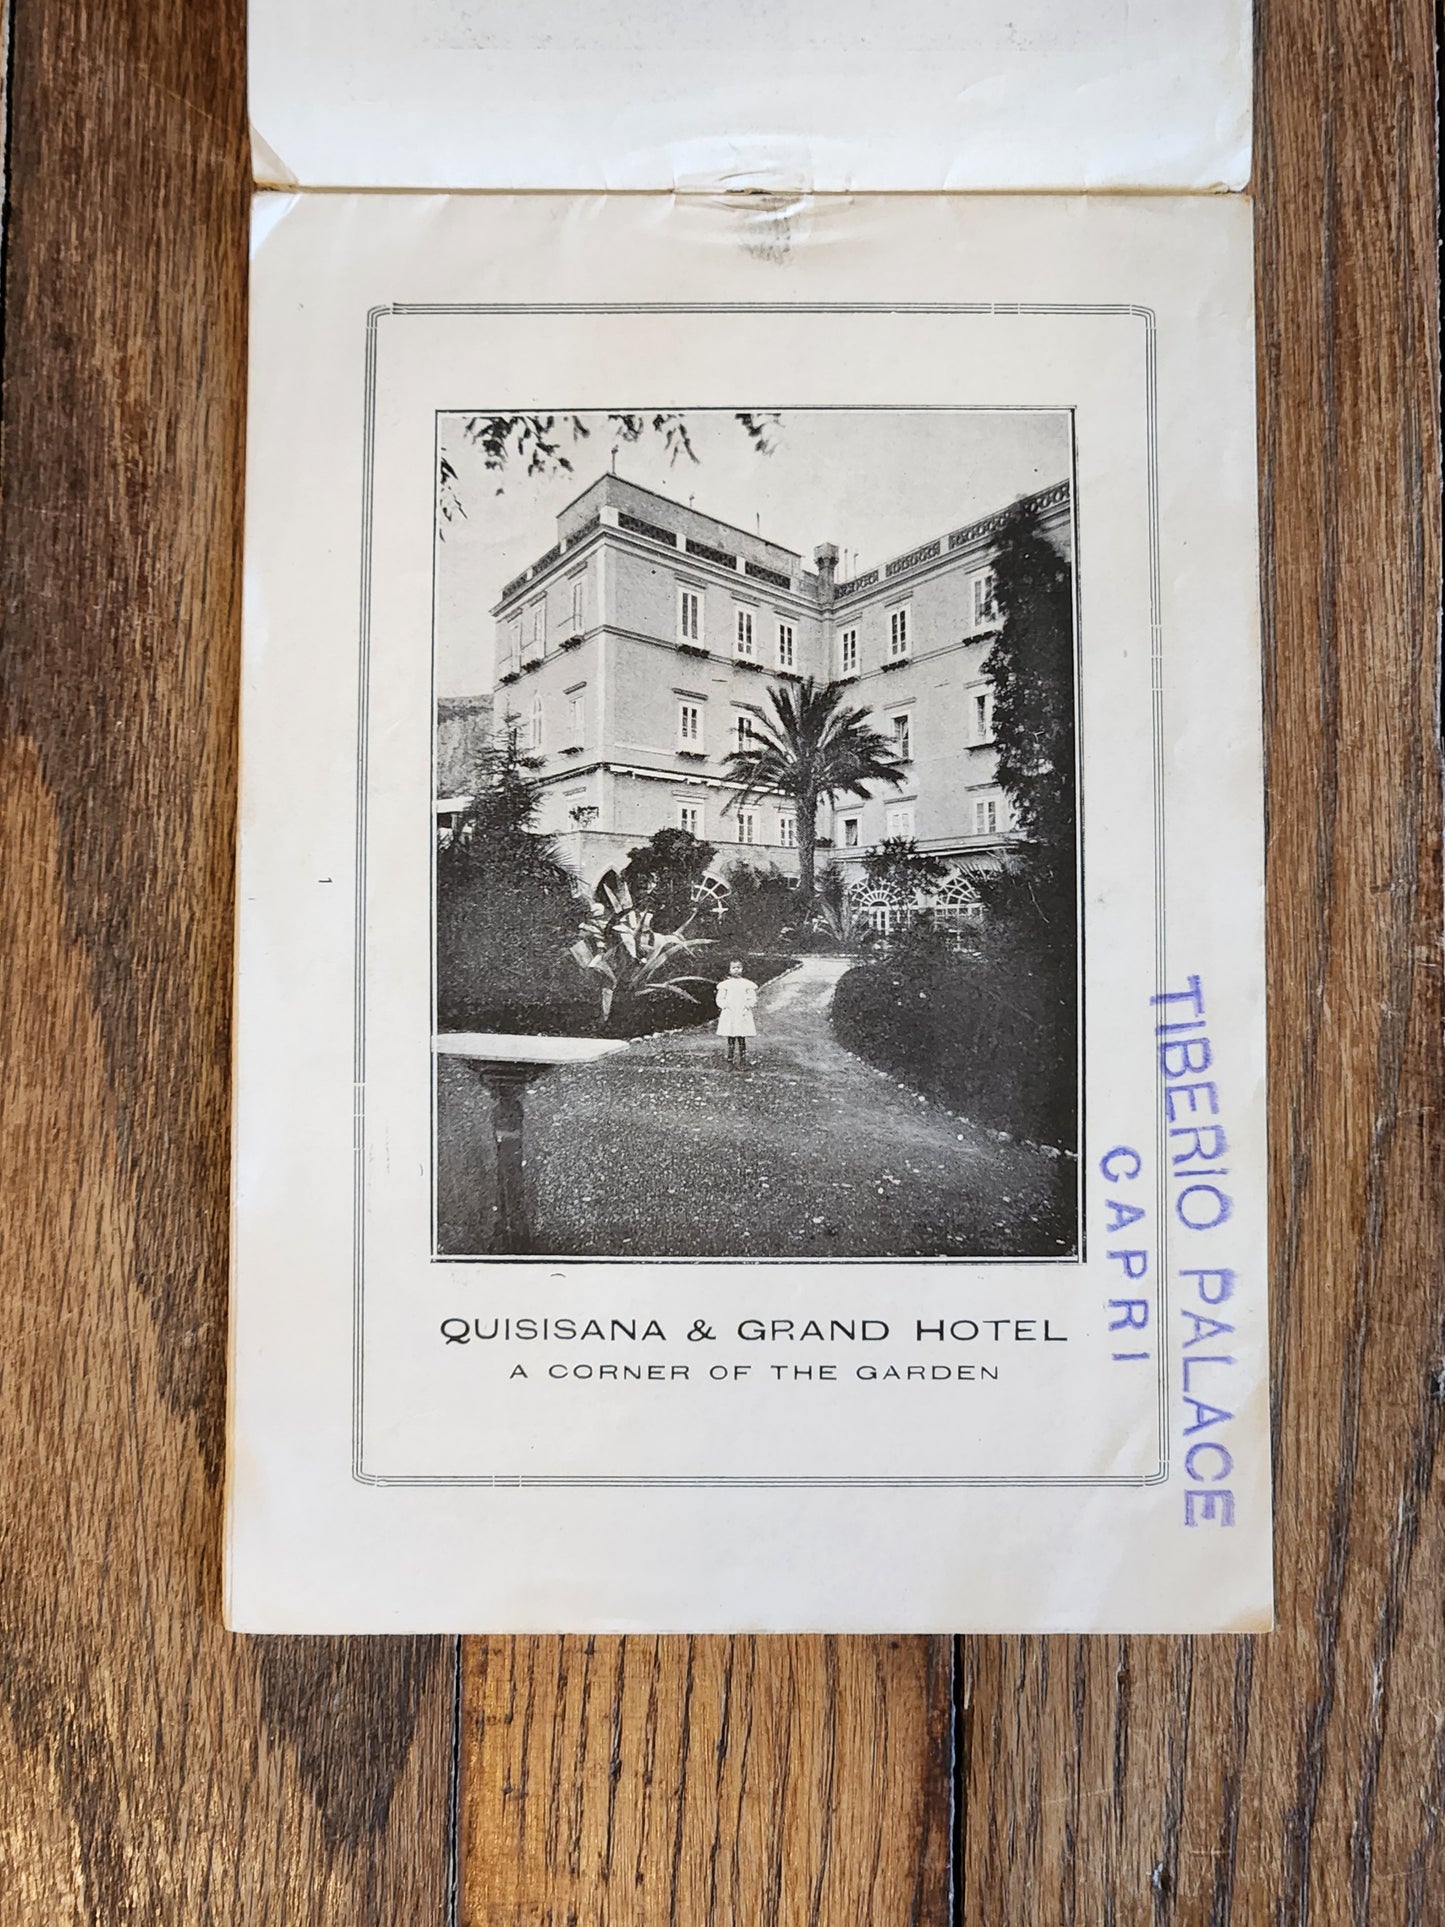 QUISISANA & GRAND HOTEL
A CORNER OF THE GARDEN
TIBERIO PALACE
CAPRI
1